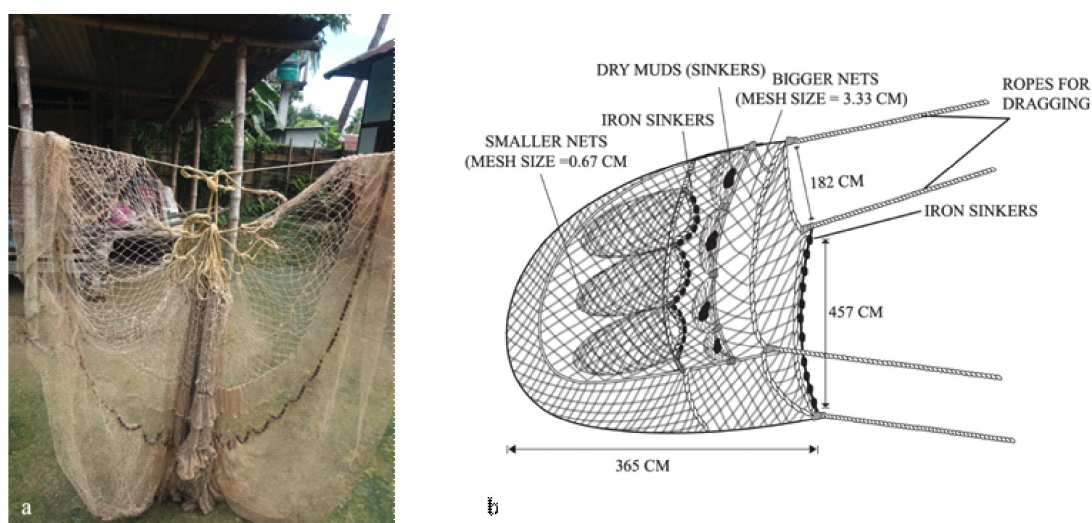 DRY MUDS (SINKERS)
BIGGER NETS
(MESH SIZE = 3.33 CM)
ROPES FOR
DRAGGING
IRON SINKERS
SMALLER NETS
(MESH SIZE =0.67 CM
182 CM
IRON SINKERS
457 CM
365 CM
a
b